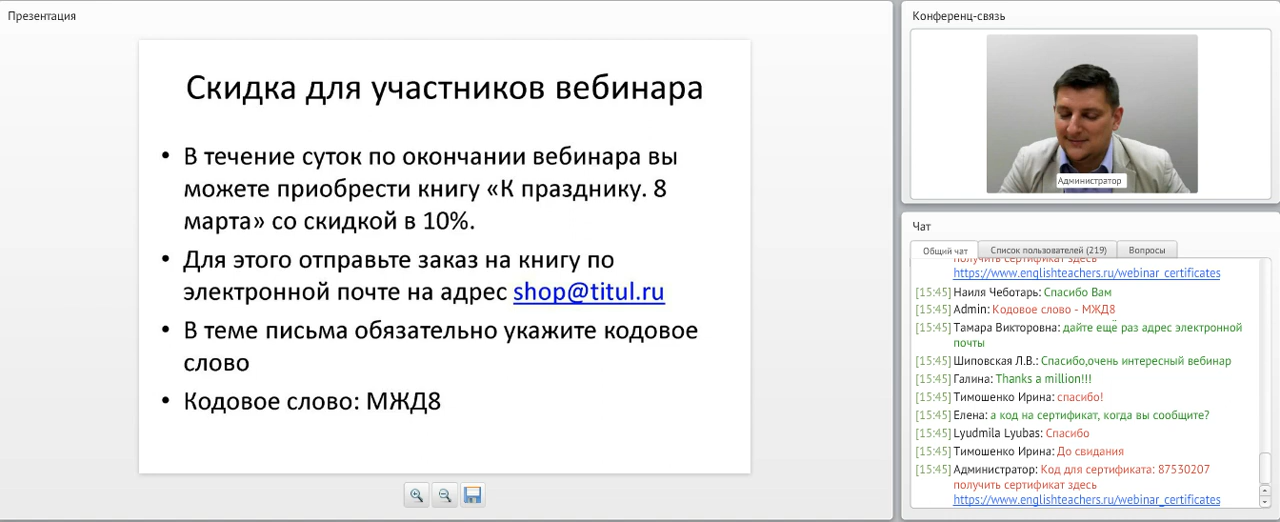 Презентация
Скидка для участников вебинара
• В течение суток по окончании вебинара вы
можете приобрести книгу «К празднику. 8
марта» со скидкой в 10%.
• Для этого отправьте заказ на книгу по
электронной почте на адрес shop@titul.ru
• В теме письма обязательно укажите кодовое
слово
• Кодовое слово: МЖД8
Конференц-связь
Администратор
Чат
Общий чат
Список пользователей (219)
Вопросы
получить сертификат здесь
https://www.englishteachers.ru/webinar_certificates
[15:45] Наиля Чеботарь: Спасибо Вам
[15:45] Admin: Кодовое слово - МЖД8
[15:45] Тамара Викторовна: дайте ещё раз адрес электронной
почты
[15:45] Шиповская Л.В.: Спасибо,очень интересный вебинар
[15:45] Галина: Thanks a million!!!
[15:45] Тимошенко Ирина: спасибо!
[15:45] Елена: а код на сертификат, когда вы сообщите?
[15:45] Lyudmila Lyubas: Спасибо
[15:45] Тимошенко Ирина: До свидания
[15:45] Администратор: Код для сертификата: 87530207
получить сертификат здесь
https://www.englishteachers.ru/webinar_certificates